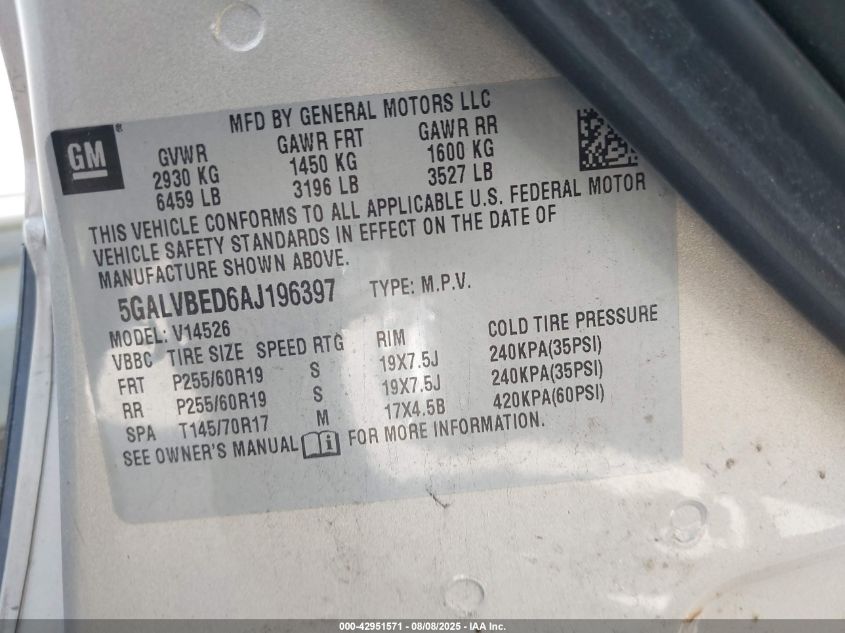 MFD BY GENERAL MOTORS LLC
GM ®
GVWR GAWR FRT GAWR RR
2930 KG 1450 KG 1600 KG
6459 LB 3196 LB 3527 LB
THIS VEHICLE CONFORMS TO ALL APPLICABLE U.S. FEDERAL MOTOR
VEHICLE SAFETY STANDARDS IN EFFECT ON THE DATE OF
MANUFACTURE SHOWN ABOVE.
5GALVBED6AJ196397 TYPE: M.P.V.
MODEL: V14526
VBBC TIRE SIZE SPEED RTG RIM COLD TIRE PRESSURE
FRT P255/60R19 S 19X7.5J 240KPA(35PSI)
RR P255/60R19 S 19X7.5J 240KPA(35PSI)
SPA T145/70R17 M 17X4.5B 420KPA(60PSI)
SEE OWNER'S MANUAL i FOR MORE INFORMATION.
000-42951571 - 08/08/2025 - IAA Inc.